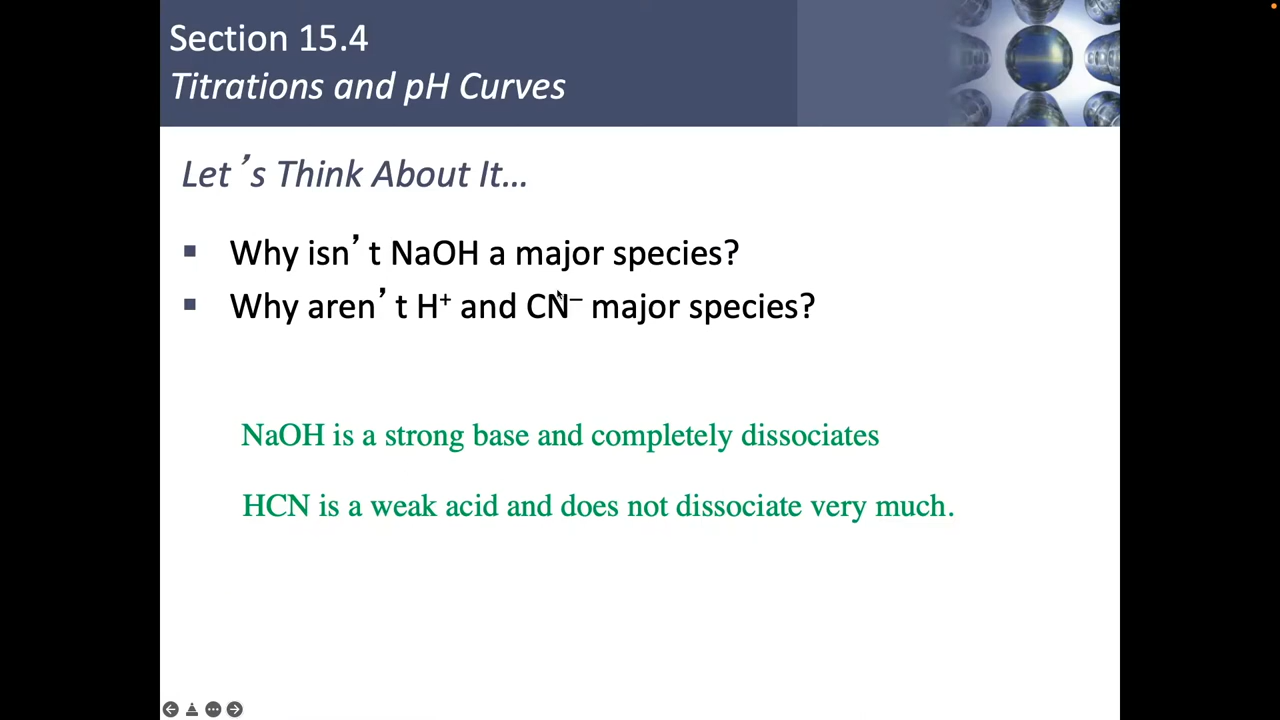 Section 15.4
Titrations and pH Curves
Let’s Think About It…
▪ Why isn’t NaOH a major species?
▪ Why aren’t H⁺ and CN⁻ major species?
NaOH is a strong base and completely dissociates
HCN is a weak acid and does not dissociate very much.